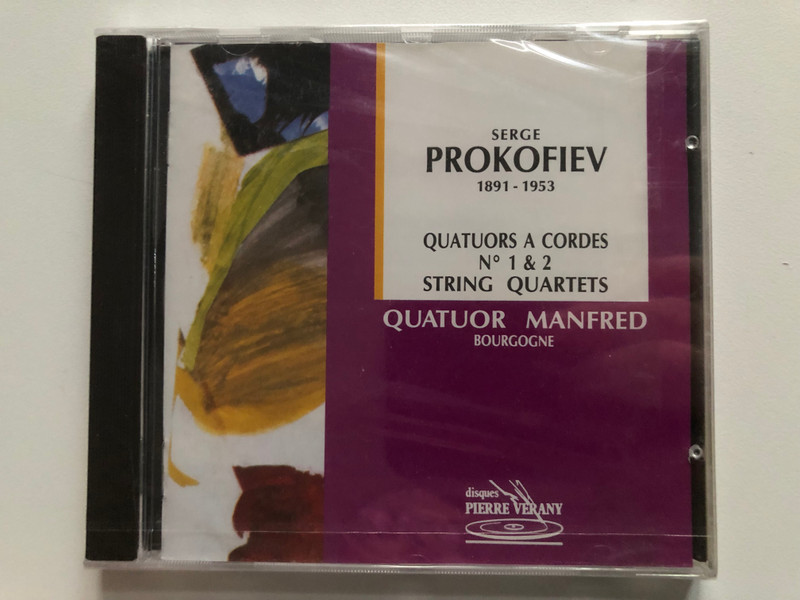 SERGE
PROKOFIEV
1891 - 1953
QUATUORS A CORDES
N° 1 & 2
STRING QUARTETS
QUATUOR MANFRED
BOURGOGNE
disques
PIERRE VERANY